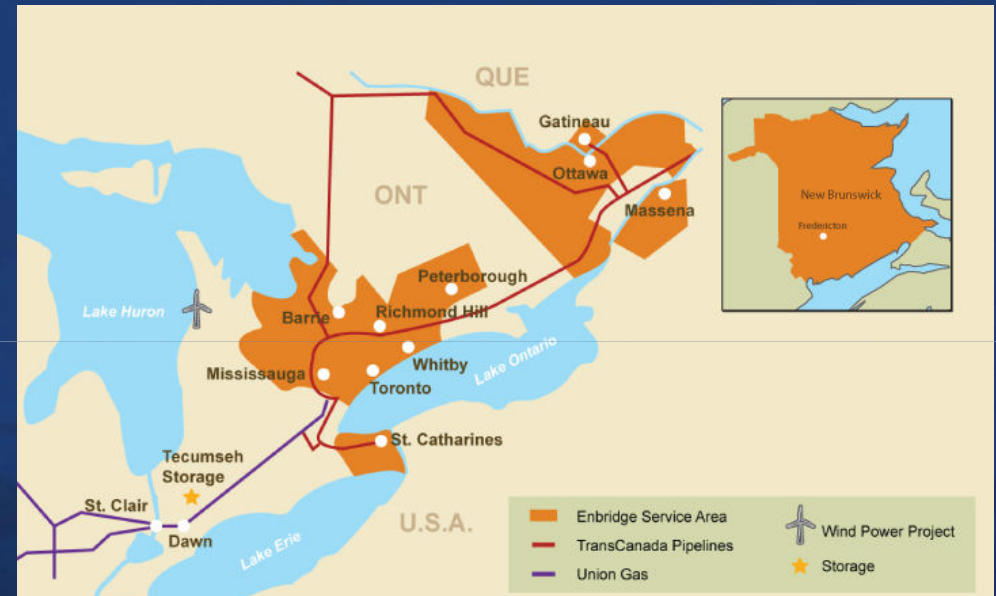 QUE
Gatineau
Ottawa
ONT
Massena
New Brunswick
Fredericton
Peterborough
Lake Huron
Barrie
Richmond Hill
Whitby
Lake Ontario
Mississauga
Toronto
St. Catharines
Tecumseh
Storage
St. Clair
Dawn
Lake Erie
U.S.A.
Enbridge Service Area
TransCanada Pipelines
Union Gas
Wind Power Project
Storage